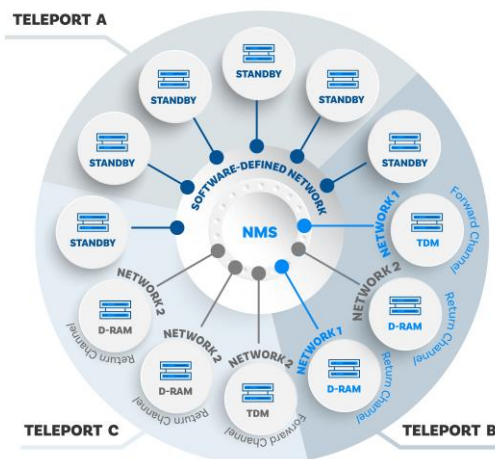 TELEPORT A
STANDBY
STANDBY
STANDBY
STANDBY
STANDBY
STANDBY
SOFTWARE-DEFINED NETWORK
NMS
NETWORK 1
TDM
Forward Channel
NETWORK 2
D-RAM
Return Channel
NETWORK 1
D-RAM
Return Channel
NETWORK 2
TDM
Forward Channel
NETWORK 2
D-RAM
Return Channel
NETWORK 2
D-RAM
Return Channel
TELEPORT C
TELEPORT B